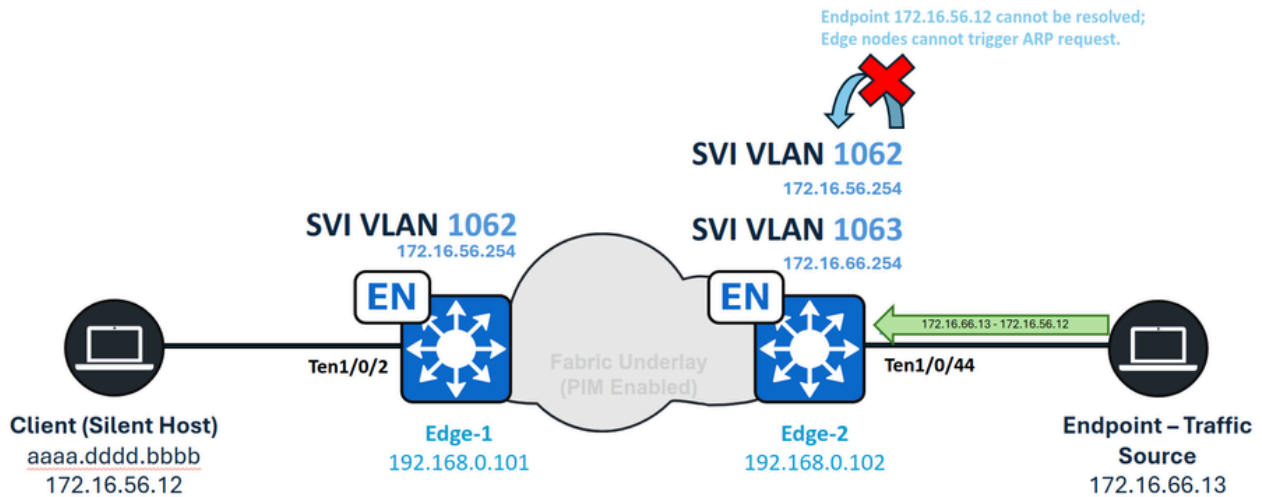 Endpoint 172.16.56.12 cannot be resolved;
Edge nodes cannot trigger ARP request.
SVI VLAN 1062
172.16.56.254
SVI VLAN 1062
172.16.56.254
SVI VLAN 1063
172.16.66.254
EN
EN
172.16.66.13 - 172.16.56.12
Fabric Underlay
(PIM Enabled)
Ten1/0/2
Ten1/0/44
Client (Silent Host)
aaaa.dddd.bbbb
172.16.56.12
Edge-1
192.168.0.101
Edge-2
192.168.0.102
Endpoint – Traffic
Source
172.16.66.13